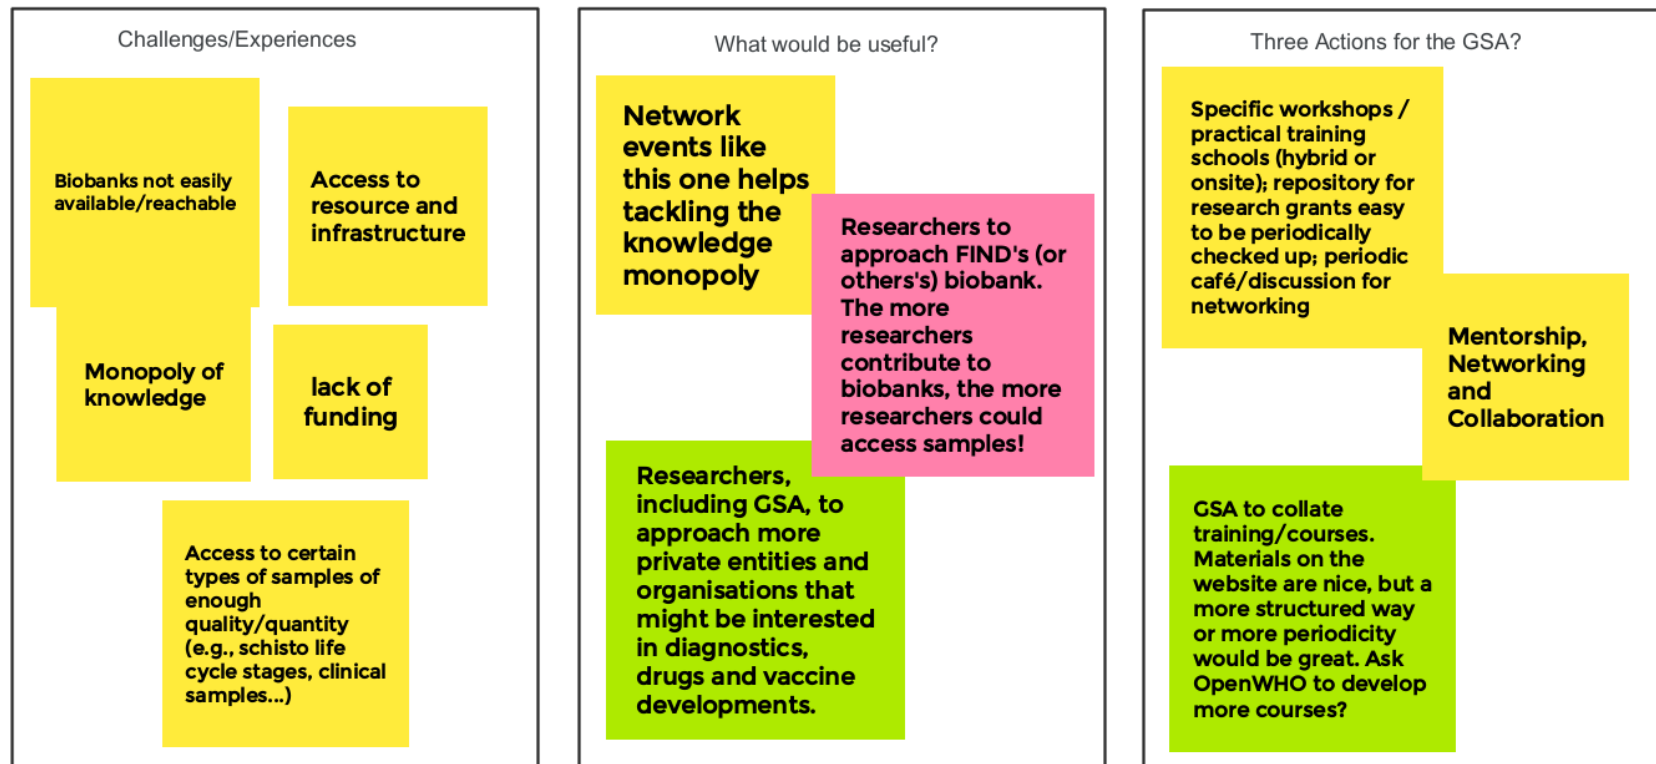 Challenges/Experiences
Biobanks not easily
available/reachable
Access to
resource and
infrastructure
Monopoly of
knowledge
lack of
funding
Access to certain
types of samples of
enough
quality/quantity
(e.g., schisto life
cycle stages, clinical
samples...)
What would be useful?
Network
events like
this one helps
tackling the
knowledge
monopoly
Researchers to
approach FIND's (or
others's) biobank.
The more
researchers
contribute to
biobanks, the more
researchers could
access samples!
Researchers,
including GSA, to
approach more
private entities and
organisations that
might be interested
in diagnostics,
drugs and vaccine
developments.
Three Actions for the GSA?
Specific workshops /
practical training
schools (hybrid or
onsite); repository for
research grants easy
to be periodically
checked up; periodic
café/discussion for
networking
Mentorship,
Networking
and
Collaboration
GSA to collate
training/courses.
Materials on the
website are nice, but a
more structured way
or more periodicity
would be great. Ask
OpenWHO to develop
more courses?